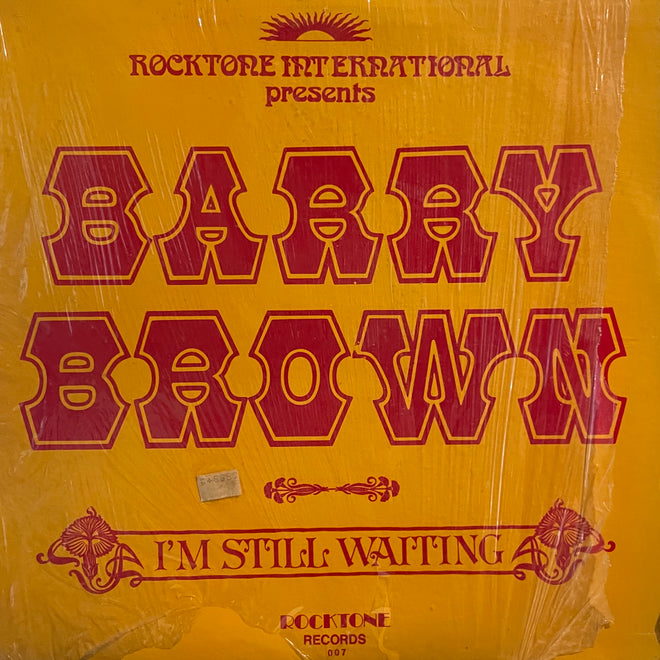 ROCKTONE INTERNATIONAL
presents
BARRY
BROWN
I'M STILL WAITING
ROCKTONE
RECORDS
007